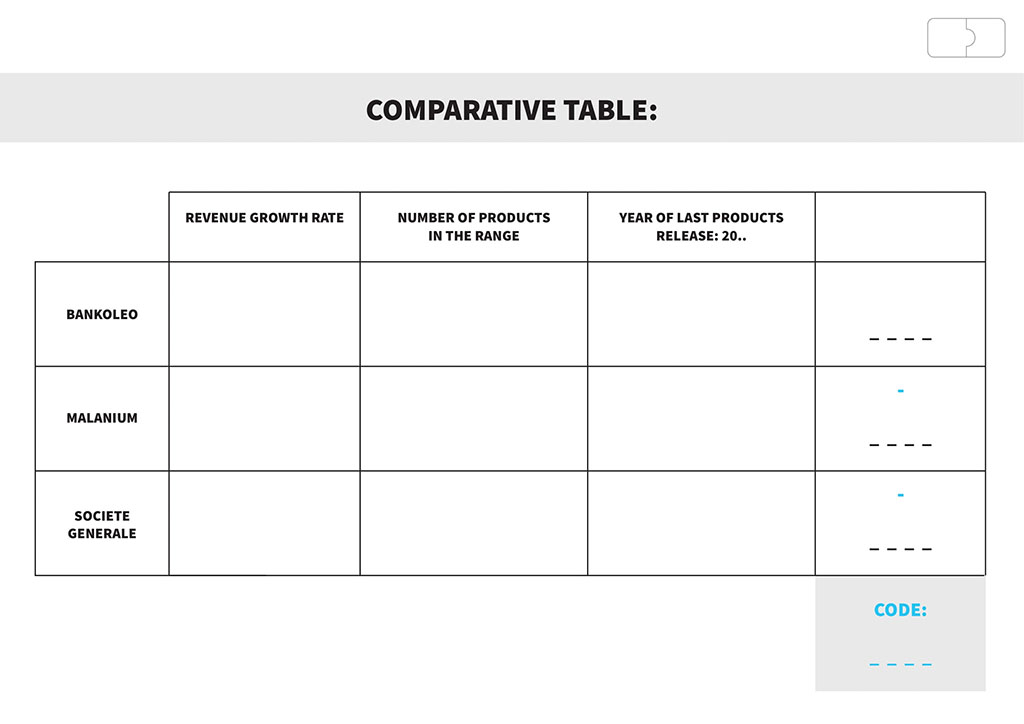 COMPARATIVE TABLE:
REVENUE GROWTH RATE
NUMBER OF PRODUCTS
IN THE RANGE
YEAR OF LAST PRODUCTS
RELEASE: 20..
BANKOLEO
_ _ _ _
MALANIUM
-
_ _ _ _
SOCIETE
GENERALE
-
_ _ _ _
CODE:
_ _ _ _